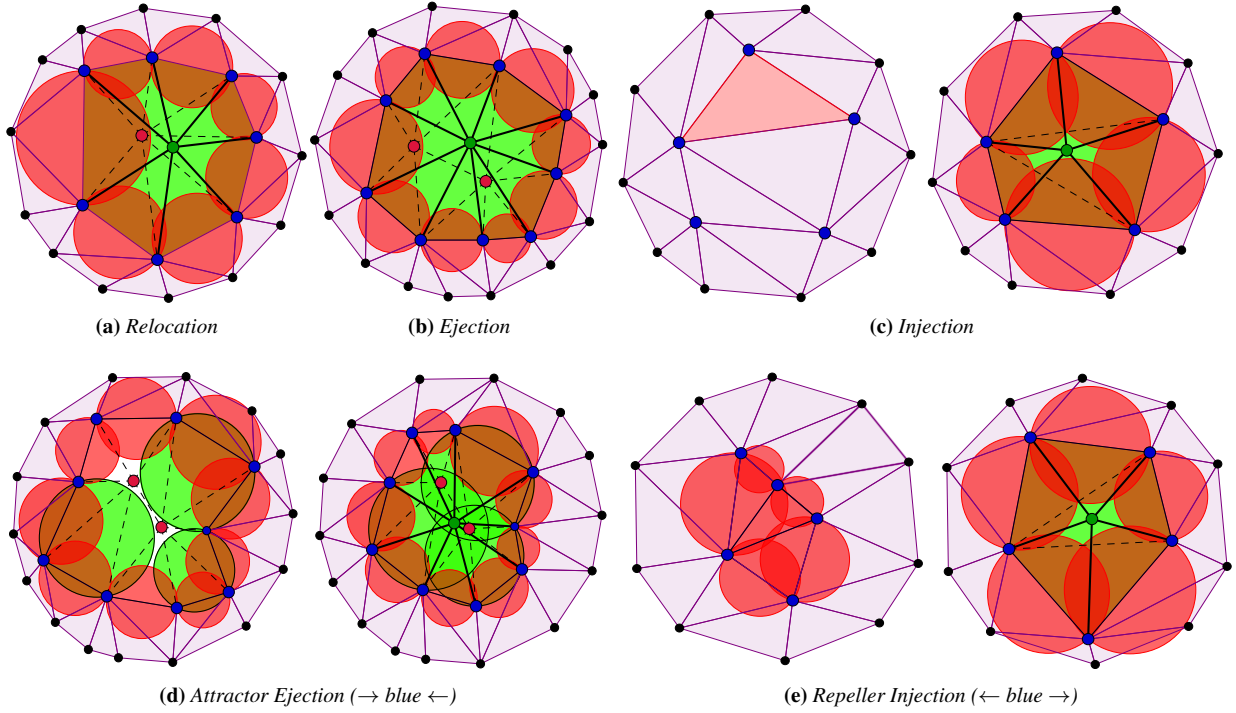 (a) Relocation
(b) Ejection
(c) Injection
(d) Attractor Ejection (→ blue ←)
(e) Repeller Injection (← blue →)